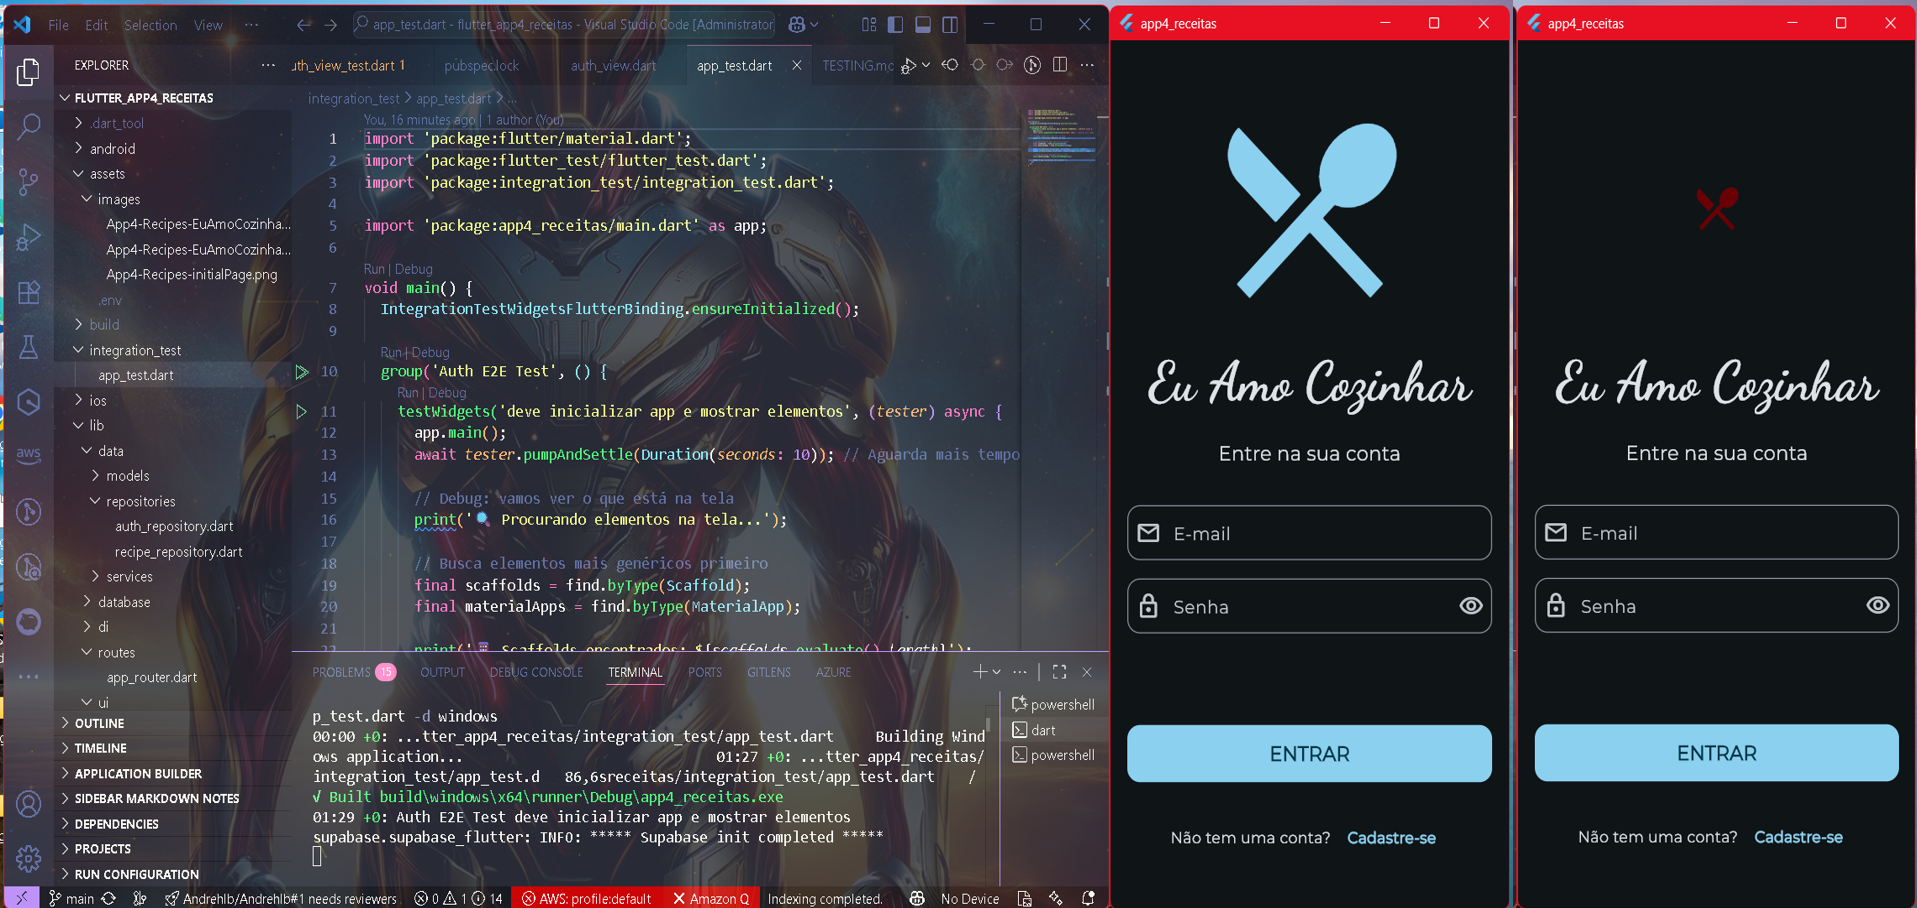 File Edit Selection View ···
app_test.dart - flutter_app4_receitas - Visual Studio Code [Administrator
EXPLORER ···
FLUTTER_APP4_RECEITAS
.dart_tool
android
assets
images
App4-Recipes-EuAmoCozinha...
App4-Recipes-EuAmoCozinha...
App4-Recipes-initialPage.png
.env
build
integration_test
app_test.dart
ios
lib
data
models
repositories
auth_repository.dart
recipe_repository.dart
services
database
di
routes
app_router.dart
ui
OUTLINE
TIMELINE
APPLICATION BUILDER
SIDEBAR MARKDOWN NOTES
DEPENDENCIES
PROJECTS
RUN CONFIGURATION
aws
uth_view_test.dart 1 pubspec.lock auth_view.dart app_test.dart TESTING.mc
integration_test > app_test.dart > ...
You, 16 minutes ago | 1 author (You)
1 import 'package:flutter/material.dart';
2 import 'package:flutter_test/flutter_test.dart';
3 import 'package:integration_test/integration_test.dart';
4
5 import 'package:app4_receitas/main.dart' as app;
6
Run | Debug
7 void main() {
8 IntegrationTestWidgetsFlutterBinding.ensureInitialized();
9
Run | Debug
10 group('Auth E2E Test', () {
Run | Debug
11 testWidgets('deve inicializar app e mostrar elementos', (tester) async {
12 app.main();
13 await tester.pumpAndSettle(Duration(seconds: 10)); // Aguarda mais tempo
14
15 // Debug: vamos ver o que está na tela
16 print('🔍 Procurando elementos na tela...');
17
18 // Busca elementos mais genéricos primeiro
19 final scaffolds = find.byType(Scaffold);
20 final materialApps = find.byType(MaterialApp);
21
22 print(' Scaffolds encontrados: ${scaffolds.evaluate().length}');
PROBLEMS 15 OUTPUT DEBUG CONSOLE TERMINAL PORTS GITLENS AZURE
p_test.dart -d windows
00:00 +0: ...tter_app4_receitas/integration_test/app_test.dart Building Wind
ows application... 01:27 +0: ...tter_app4_receitas/
integration_test/app_test.d 86,6sreceitas/integration_test/app_test.dart /
√ Built build\windows\x64\runner\Debug\app4_receitas.exe
01:29 +0: Auth E2E Test deve inicializar app e mostrar elementos
supabase.supabase_flutter: INFO: ***** Supabase init completed *****
powershell
dart
powershell
main Andrehlb/Andrehlb#1 needs reviewers 0 1 14 AWS: profile:default Amazon Q Indexing completed. No Device
app4_receitas
Eu Amo Cozinhar
Entre na sua conta
E-mail
Senha
ENTRAR
Não tem uma conta? Cadastre-se
app4_receitas
Eu Amo Cozinhar
Entre na sua conta
E-mail
Senha
ENTRAR
Não tem uma conta? Cadastre-se